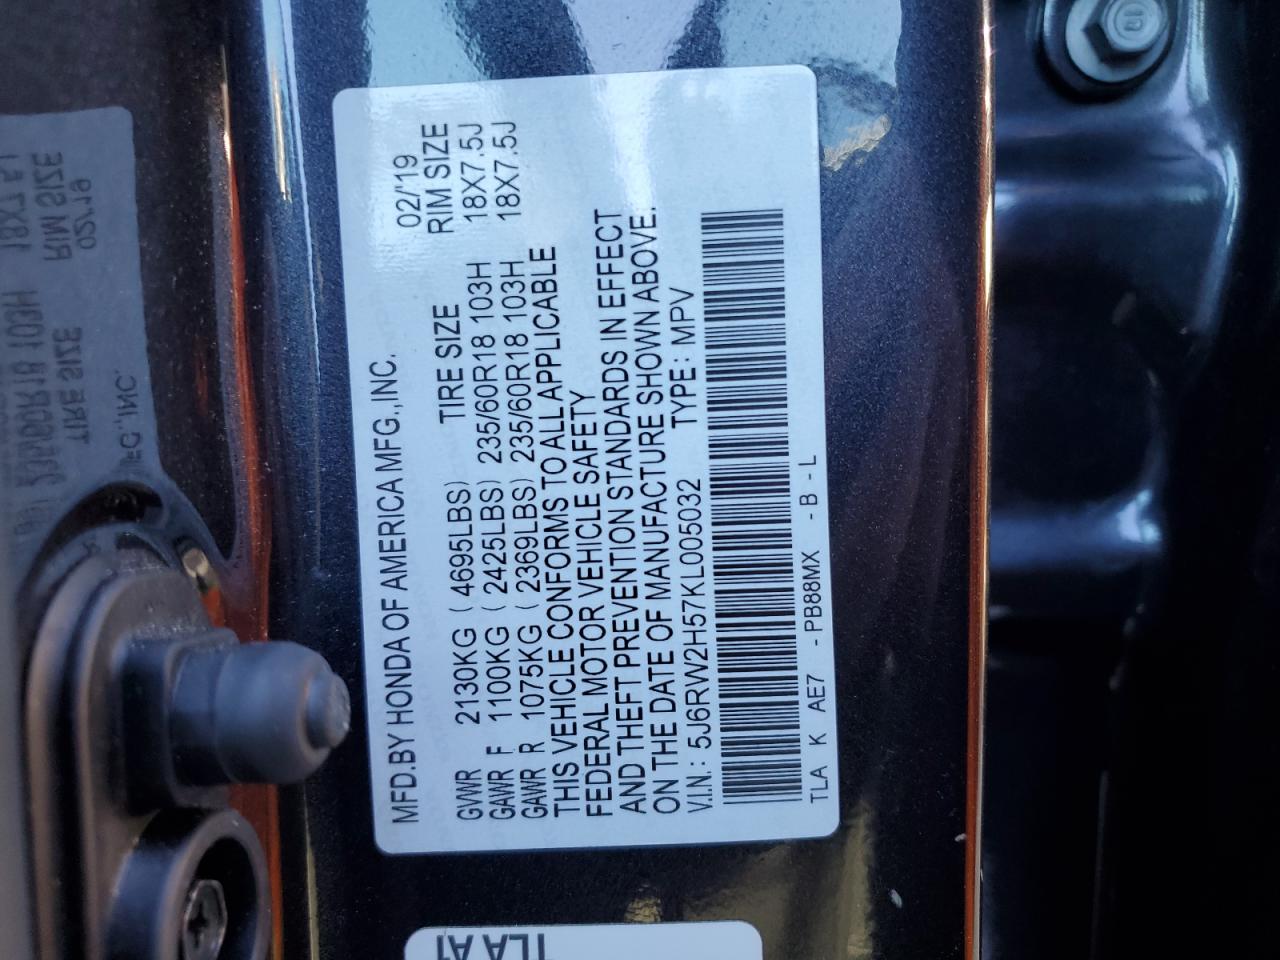 MFD.BY HONDA OF AMERICA MFG.,INC. 02/'19
TIRE SIZE RIM SIZE
GVWR 2130KG ( 4695LBS)
GAWR F 1100KG ( 2425LBS) 235/60R18 103H 18X7.5J
GAWR R 1075KG ( 2369LBS) 235/60R18 103H 18X7.5J
THIS VEHICLE CONFORMS TO ALL APPLICABLE
FEDERAL MOTOR VEHICLE SAFETY
AND THEFT PREVENTION STANDARDS IN EFFECT
ON THE DATE OF MANUFACTURE SHOWN ABOVE.
V.I.N.: 5J6RW2H57KL005032 TYPE: MPV
TLA K AE7 -PB88MX -B-L
TLA A1